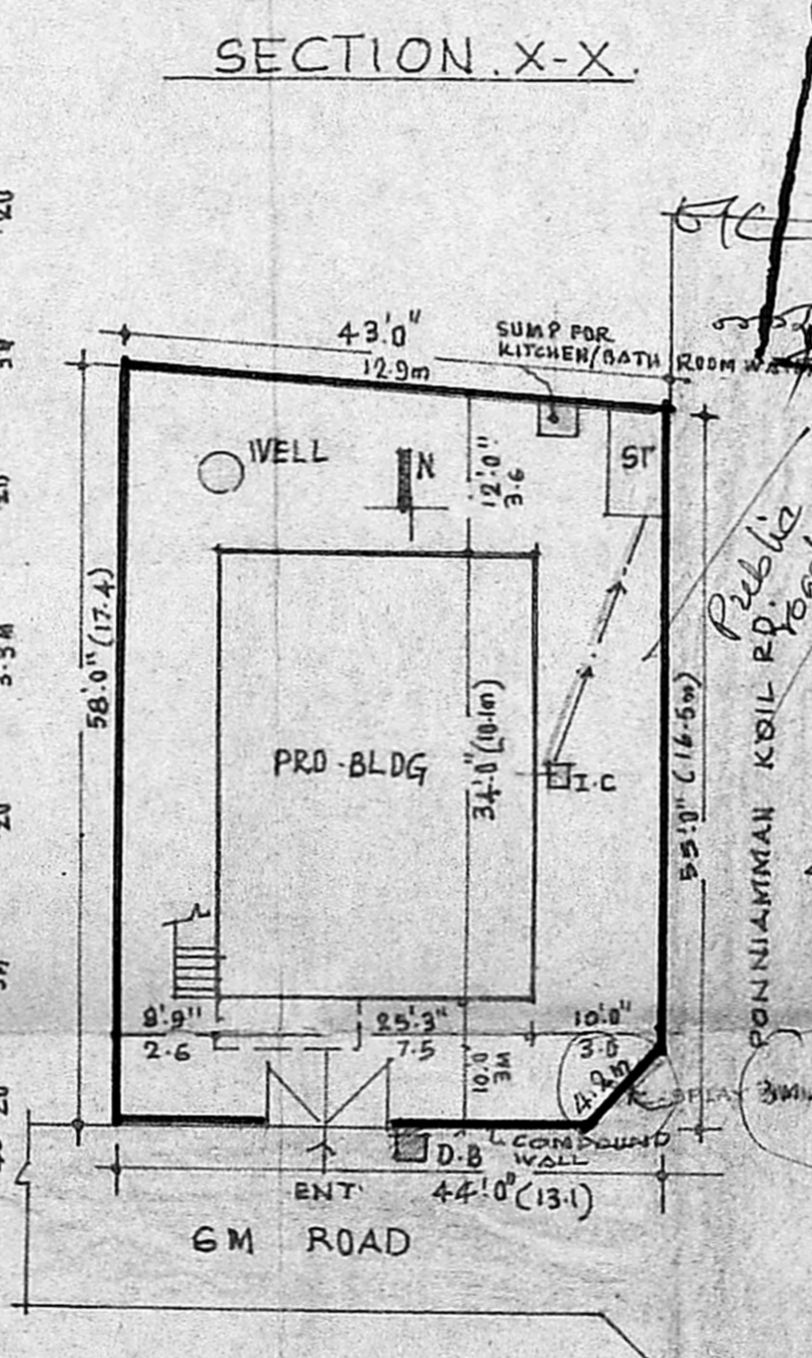 SECTION.X-X.
43'.0"
12.9m
SUMP FOR
KITCHEN/BATH ROOM
WELL
N
12'.0"
3.6
ST
58'.0" (17.4)
PRO-BLDG
34'.0" (10.1m)
I.C
55'.0" (16.5m)
Public
PONNIAMMAN KOIL RD.
8'.9"
2.6
25'.3"
7.5
10'.0"
3.0
10.0
3M
4.2m
SPLAY
COMPOUND
WALL
D.B
ENT.
44'.0" (13.1)
6M ROAD